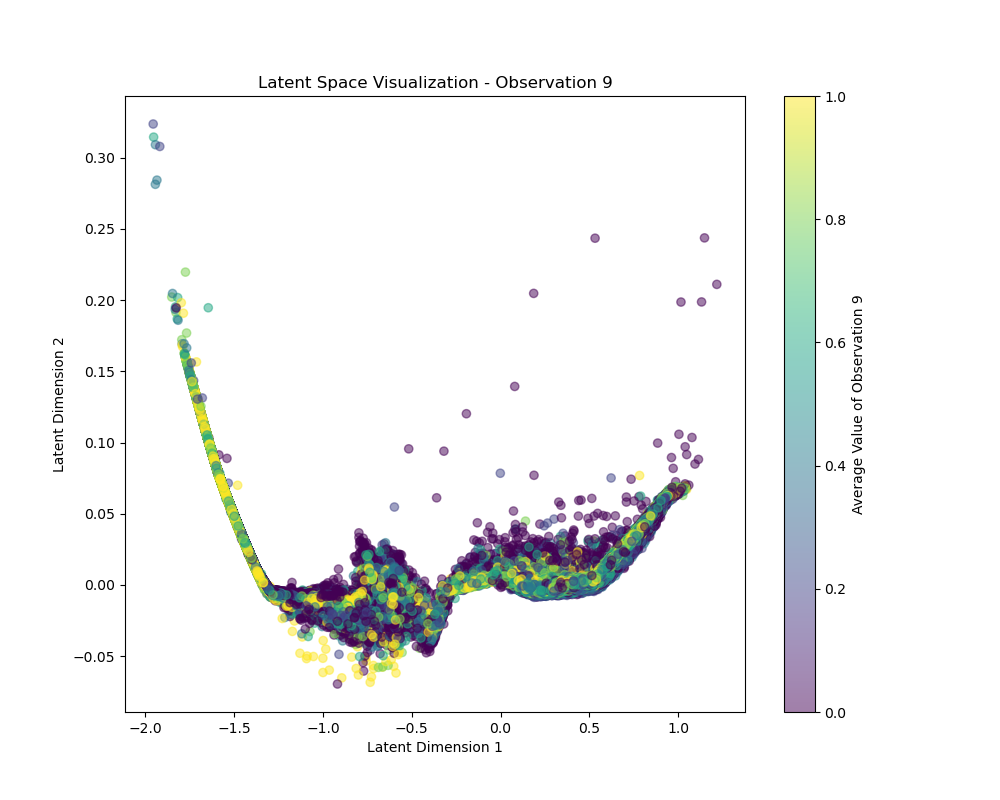 Latent Space Visualization - Observation 9
Latent Dimension 2
0.30
0.25
0.20
0.15
0.10
0.05
0.00
−0.05
−2.0 −1.5 −1.0 −0.5 0.0 0.5 1.0
Latent Dimension 1
1.0
0.8
0.6
0.4
0.2
0.0
Average Value of Observation 9